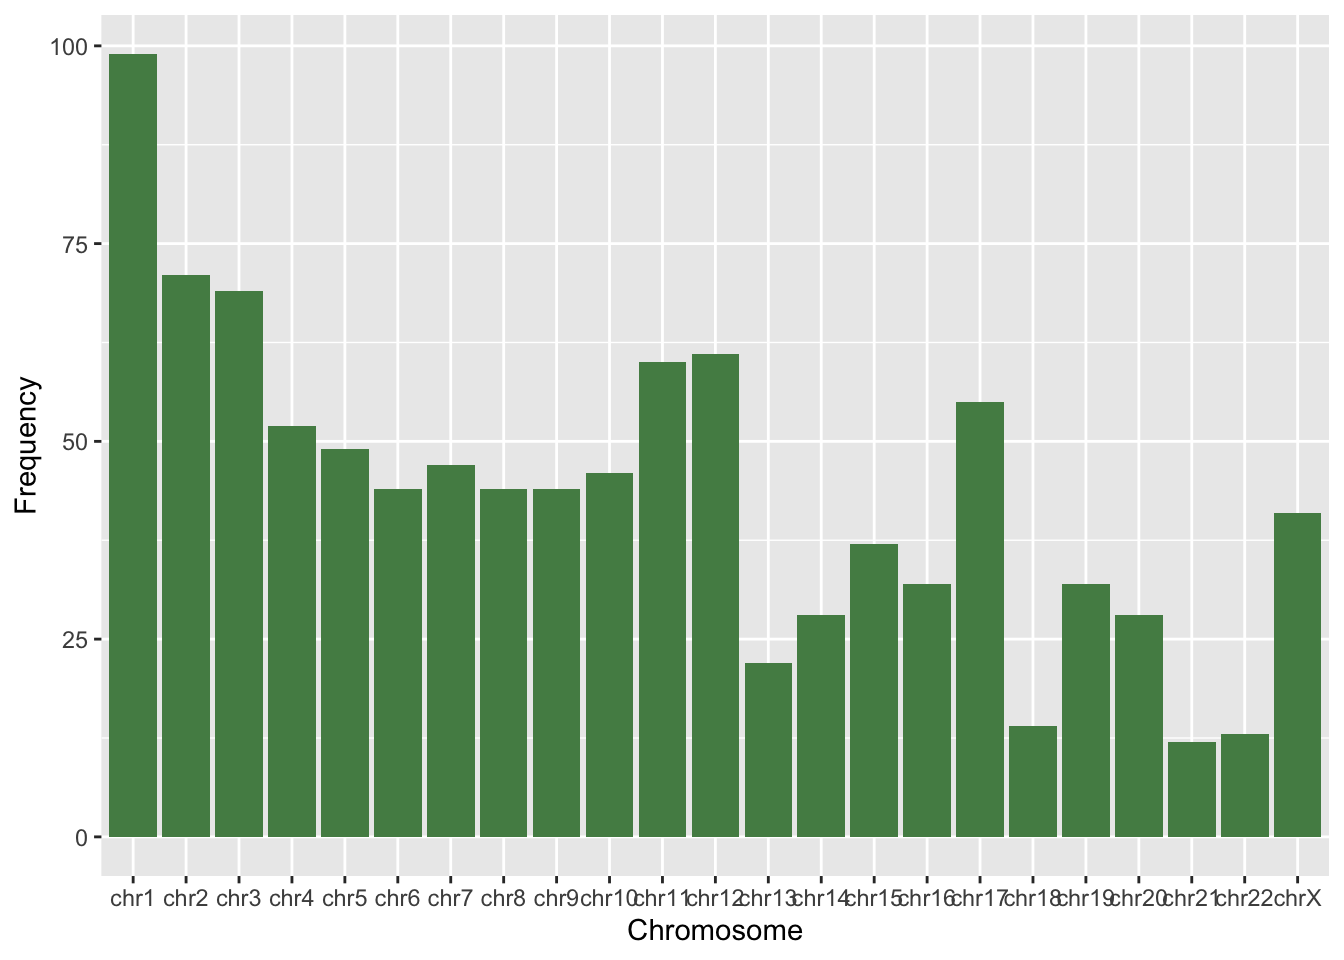 100
75
50
25
0
Frequency
chr1 chr2 chr3 chr4 chr5 chr6 chr7 chr8 chr9 chr10 chr11 chr12 chr13 chr14 chr15 chr16 chr17 chr18 chr19 chr20 chr21 chr22 chrX
Chromosome